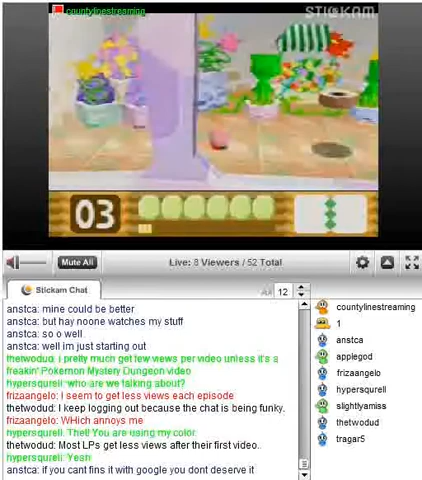 countylinestreaming
STICKAM
03
Mute All
Live: 8 Viewers / 52 Total
Stickam Chat
AA 12
anstca: mine could be better
anstca: but hay noone watches my stuff
anstca: so o well
anstca: well im just starting out
thetwodud: I pretty much get few views per video unless it's a
freakin' Pokemon Mystery Dungeon video
hypersqurell: who are we talking about?
frizaangelo: I seem to get less views each episode
thetwodud: I keep logging out because the chat is being funky.
frizaangelo: WHich annoys me
hypersqurell: Thet! You are using my color
thetwodud: Most LPs get less views after their first video.
hypersqurell: Yeah
anstca: if you cant fins it with google you dont deserve it
countylinestreaming
1
anstca
applegod
frizaangelo
hypersqurell
slightlyamiss
thetwodud
tragar5